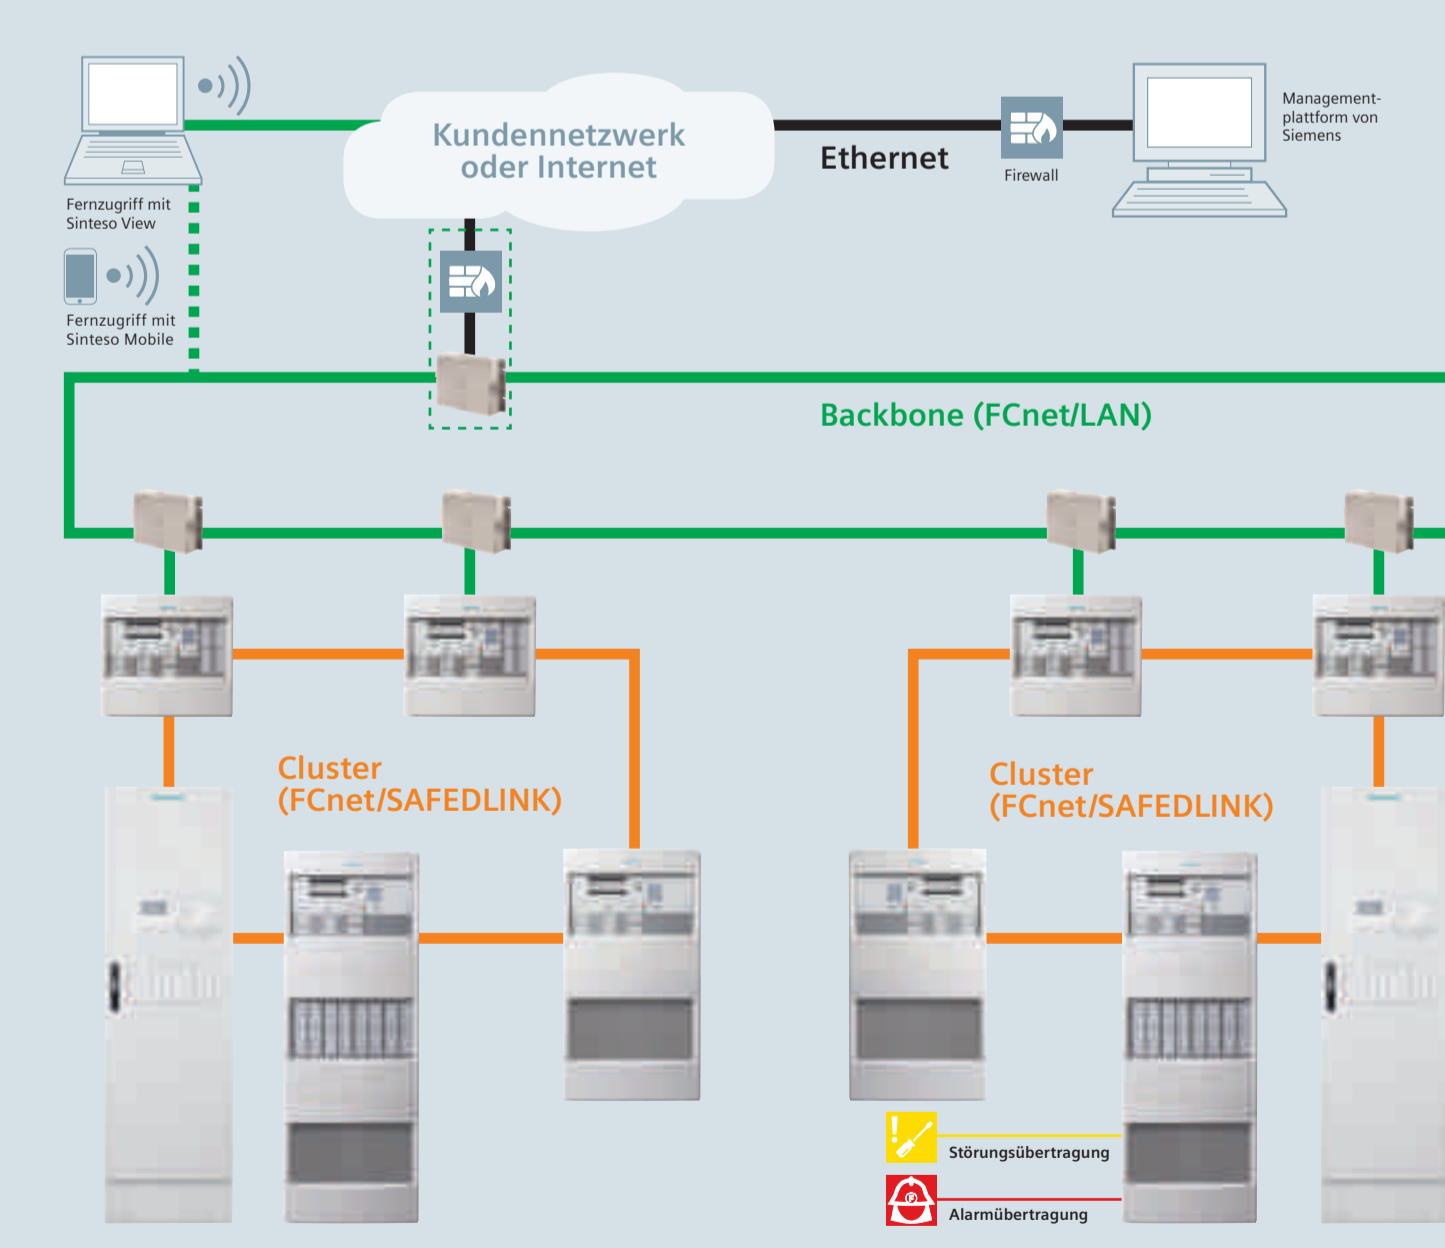 Kundennetzwerk
oder Internet
Ethernet
Firewall
Management-
plattform von
Siemens
Fernzugriff mit
Sinteso View
Fernzugriff mit
Sinteso Mobile
Backbone (FCnet/LAN)
Cluster
(FCnet/SAFEDLINK)
Cluster
(FCnet/SAFEDLINK)
Störungsübertragung
F
Alarmübertragung